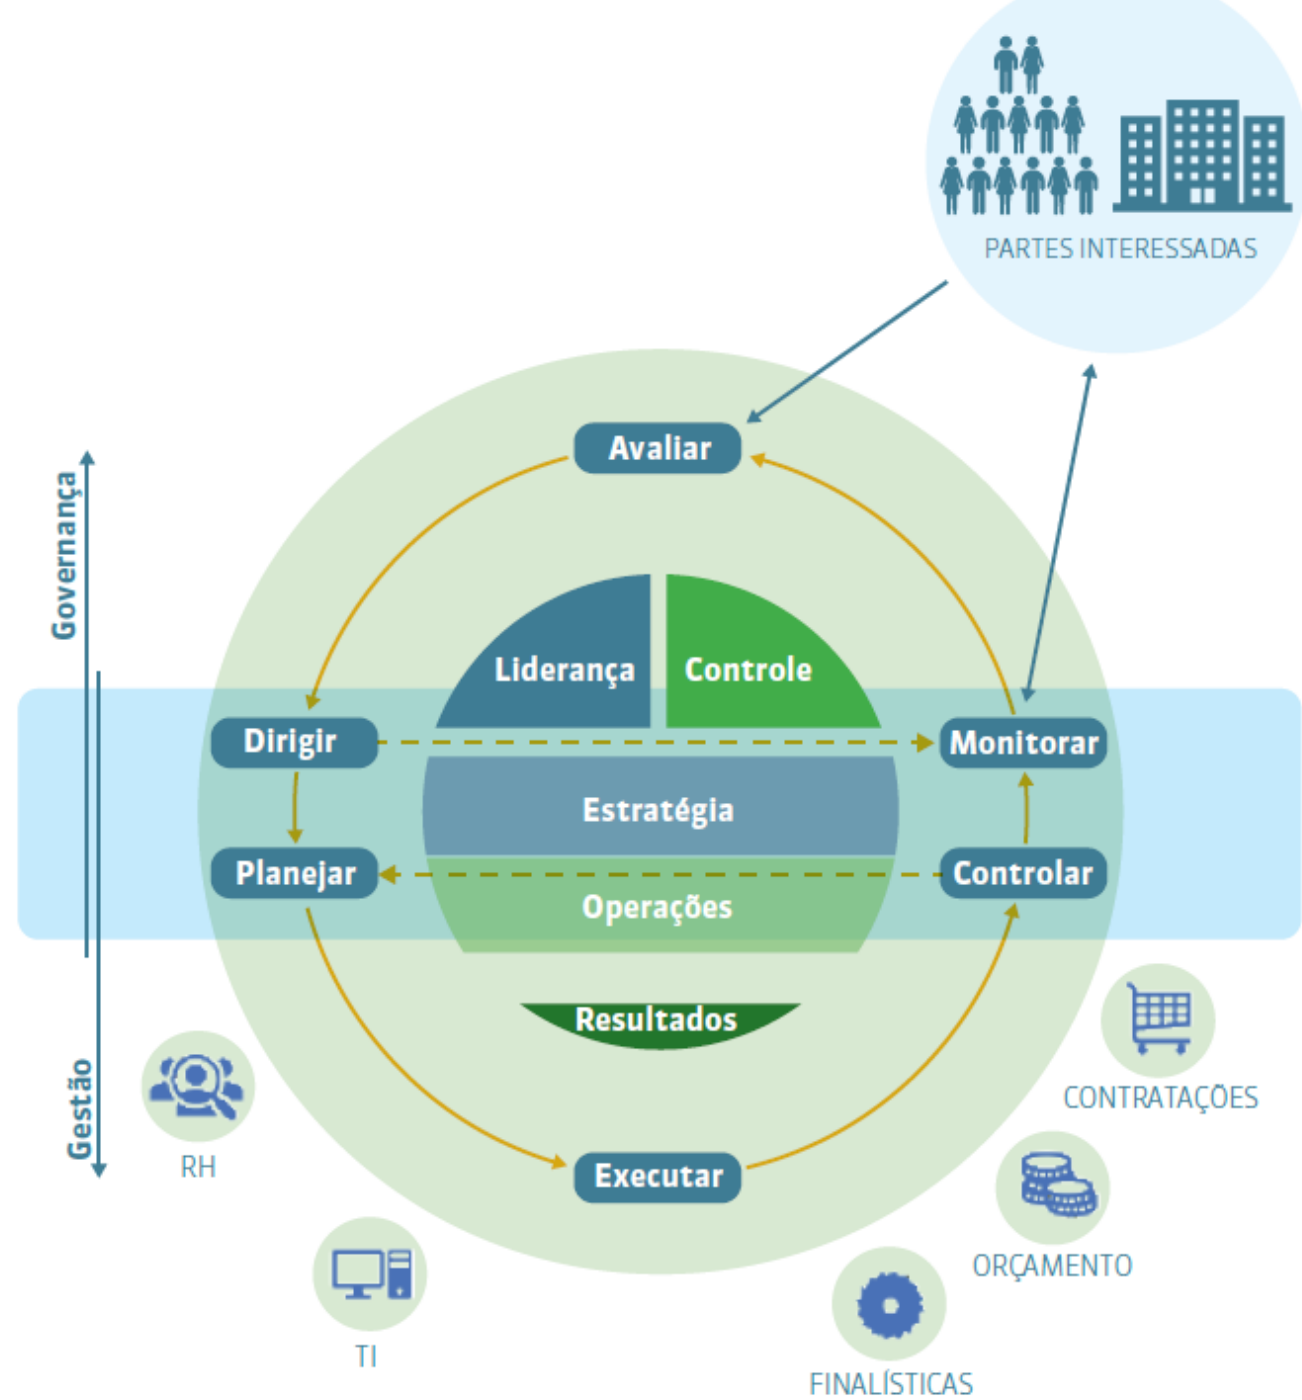 PARTES INTERESSADAS
Avaliar
Governança
Liderança
Controle
Dirigir
Monitorar
Estratégia
Planejar
Controlar
Operações
Resultados
Gestão
CONTRATAÇÕES
RH
Executar
ORÇAMENTO
TI
FINALÍSTICAS